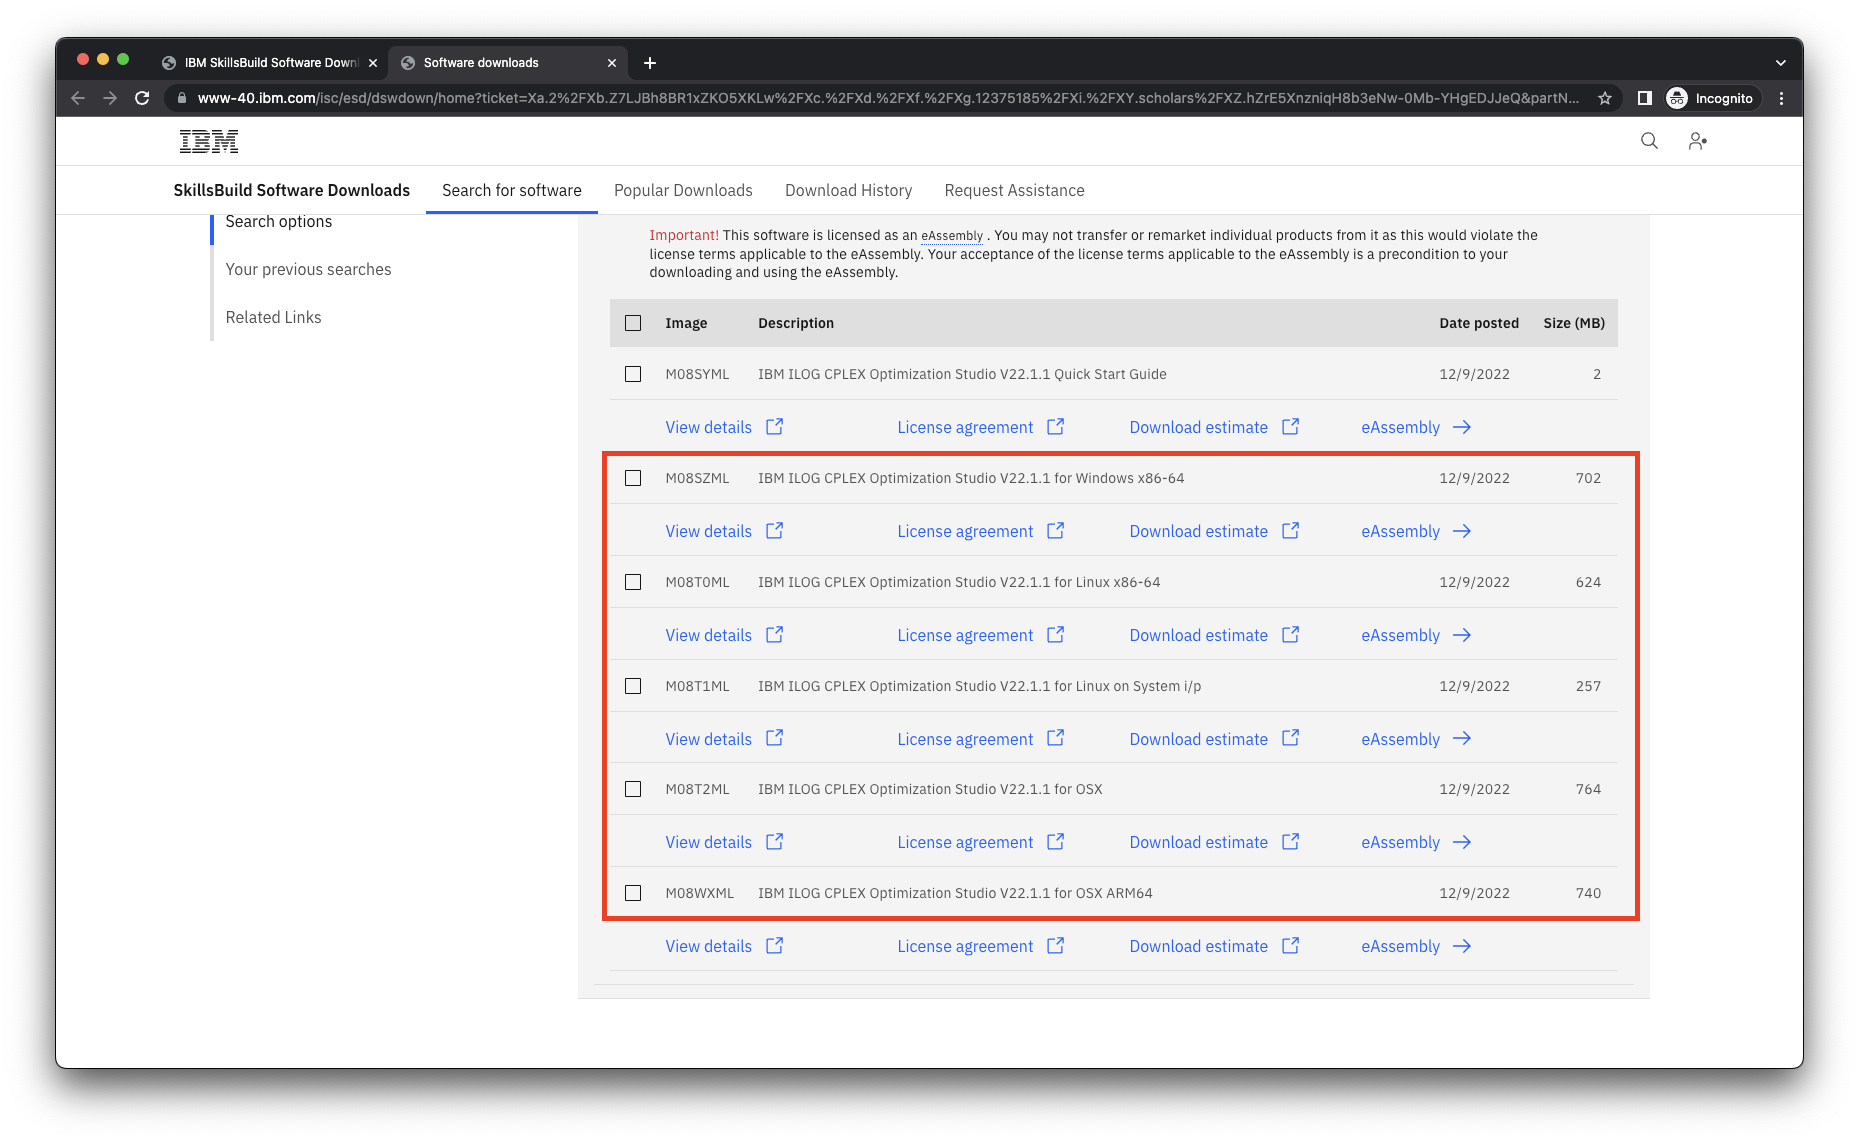 IBM SkillsBuild Software Down
Software downloads
www-40.ibm.com/isc/esd/dswdown/home?ticket=Xa.2%2FXb.Z7LJBh8BR1xZKO5XKLw%2FXc.%2FXd.%2FXf.%2FXg.12375185%2FXi.%2FXY.scholars%2FXZ.hZrE5XnzniqH8b3eNw-0Mb-YHgEDJJeQ&partN...
Incognito
IBM
SkillsBuild Software Downloads Search for software Popular Downloads Download History Request Assistance
Search options
Your previous searches
Related Links
Important! This software is licensed as an eAssembly . You may not transfer or remarket individual products from it as this would violate the
license terms applicable to the eAssembly. Your acceptance of the license terms applicable to the eAssembly is a precondition to your
downloading and using the eAssembly.
Image Description Date posted Size (MB)
M08SYML IBM ILOG CPLEX Optimization Studio V22.1.1 Quick Start Guide 12/9/2022 2
View details License agreement Download estimate eAssembly
M08SZML IBM ILOG CPLEX Optimization Studio V22.1.1 for Windows x86-64 12/9/2022 702
View details License agreement Download estimate eAssembly
M08T0ML IBM ILOG CPLEX Optimization Studio V22.1.1 for Linux x86-64 12/9/2022 624
View details License agreement Download estimate eAssembly
M08T1ML IBM ILOG CPLEX Optimization Studio V22.1.1 for Linux on System i/p 12/9/2022 257
View details License agreement Download estimate eAssembly
M08T2ML IBM ILOG CPLEX Optimization Studio V22.1.1 for OSX 12/9/2022 764
View details License agreement Download estimate eAssembly
M08WXML IBM ILOG CPLEX Optimization Studio V22.1.1 for OSX ARM64 12/9/2022 740
View details License agreement Download estimate eAssembly